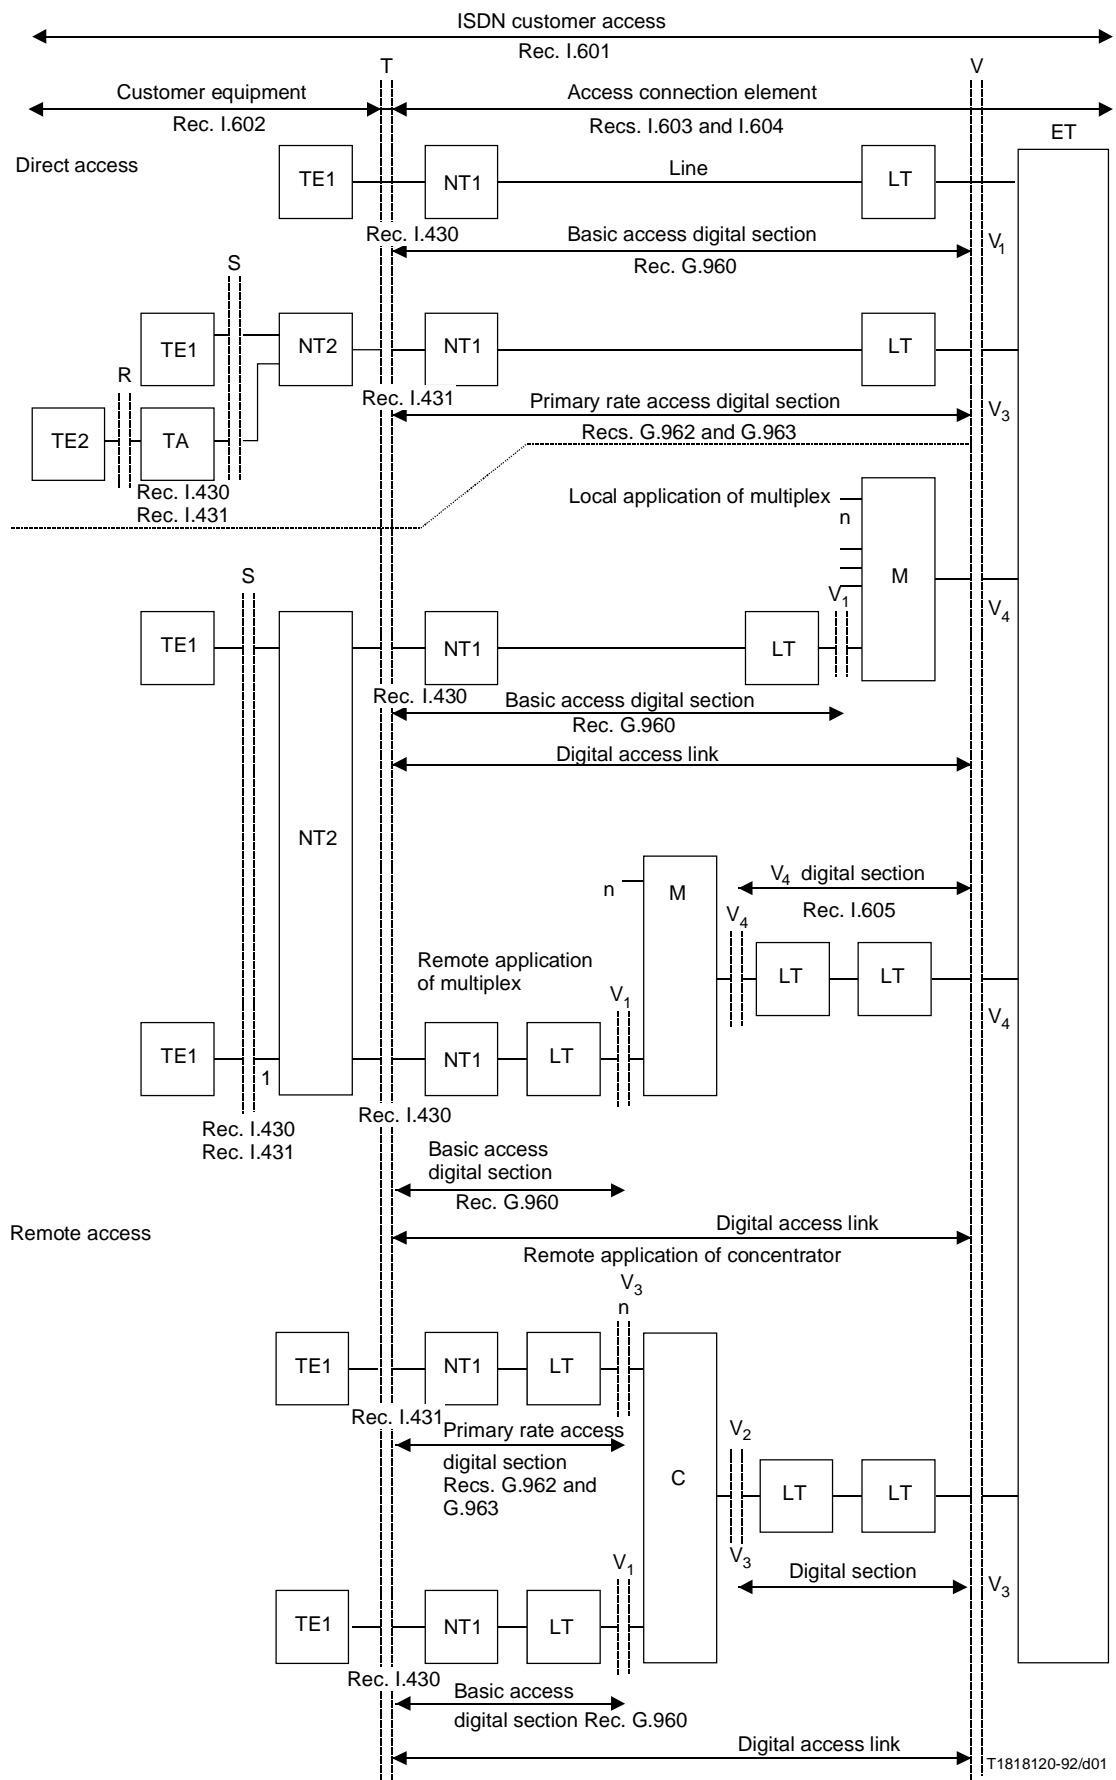 ISDN customer access
Rec. I.601
T
V
Customer equipment
Access connection element
Rec. I.602
Recs. I.603 and I.604
ET
Direct access
TE1
NT1
Line
LT
Rec. I.430
Basic access digital section
V1
Rec. G.960
S
TE1
NT2
NT1
LT
R
Rec. I.431
Primary rate access digital section
V3
TE2
TA
Recs. G.962 and G.963
Rec. I.430
Rec. I.431
Local application of multiplex
n
S
M
V1
V4
TE1
NT1
LT
Rec. I.430
Basic access digital section
Rec. G.960
Digital access link
NT2
n
M
V4 digital section
Rec. I.605
V4
Remote application
of multiplex
LT
LT
V1
V4
TE1
1
NT1
LT
Rec. I.430
Rec. I.431
Rec. I.430
Basic access
digital section
Rec. G.960
Remote access
Digital access link
Remote application of concentrator
V3
n
TE1
NT1
LT
Rec. I.431
Primary rate access
digital section
Recs. G.962 and
G.963
C
V2
LT
LT
V3
Digital section
V3
V1
TE1
NT1
LT
Rec. I.430
Basic access
digital section Rec. G.960
Digital access link
T1818120-92/d01